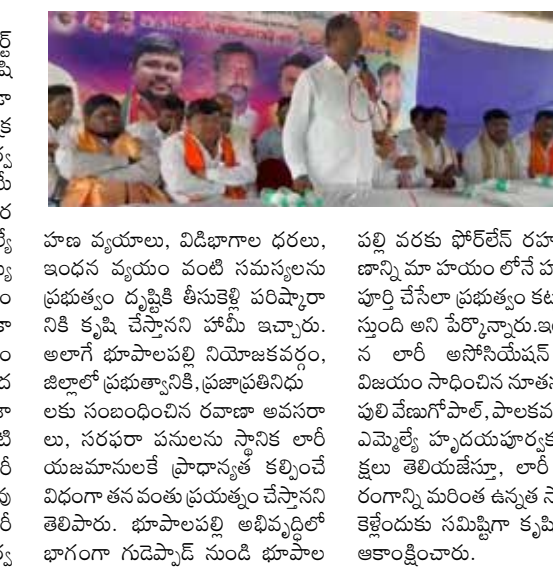 ర్ట్
షి
డా
క్ర
ర్వ
మీ
ర
ర్యే
య్య
ం
కా
ం
ద
జా
టి
రీ
వు
రీ
ర్వ
హణ వ్యయాలు, విడిభాగాల ధరలు,
ఇంధన వ్యయం వంటి సమస్యలను
ప్రభుత్వం దృష్టికి తీసుకెళ్లి పరిష్కారా
నికి కృషి చేస్తానని హామీ ఇచ్చారు.
అలాగే భూపాలపల్లి నియోజకవర్గం,
జిల్లాలో ప్రభుత్వానికి,ప్రజాప్రతినిధు
లకు సంబంధించిన రవాణా అవసరా
లు, సరఫరా పనులను స్థానిక లారీ
యజమానులకే ప్రాధాన్యత కల్పించే
విధంగా తన వంతు ప్రయత్నం చేస్తానని
తెలిపారు. భూపాలపల్లి అభివృద్ధిలో
భాగంగా గుడెప్పాడ్ నుండి భూపాల
పల్లి వరకు ఫోర్‌లేన్ రహ
ణాన్ని మా హయం లోనే హ
పూర్తి చేసేలా ప్రభుత్వం కట
స్తుంది అని పేర్కొన్నారు.ఇం
న లారీ అసోసియేషన్
విజయం సాధించిన నూతన
పులి వేణుగోపాల్,పాలకవ
ఎమ్మెల్యే హృదయపూర్వక
క్షలు తెలియజేస్తూ, లారీ
రంగాన్ని మరింత ఉన్నత స
కెళ్లేందుకు సమిష్టిగా కృషి
ఆకాంక్షించారు.